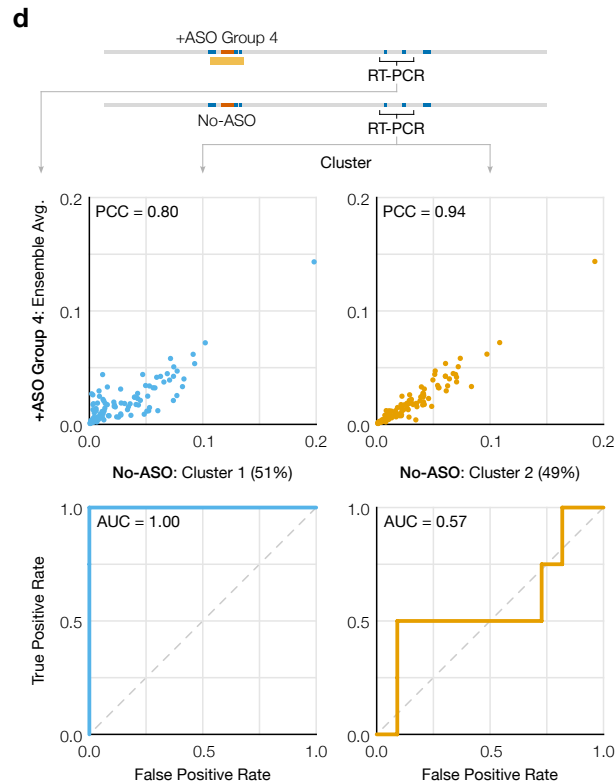 d
+ASO Group 4
RT-PCR
No-ASO
RT-PCR
Cluster
+ASO Group 4: Ensemble Avg.
0.2
0.1
0.0
PCC = 0.80
0.0 0.1 0.2
0.2
0.1
0.0
PCC = 0.94
0.0 0.1 0.2
No-ASO: Cluster 1 (51%)
No-ASO: Cluster 2 (49%)
True Positive Rate
1.0
0.5
0.0
AUC = 1.00
0.0 0.5 1.0
False Positive Rate
1.0
0.5
0.0
AUC = 0.57
0.0 0.5 1.0
False Positive Rate